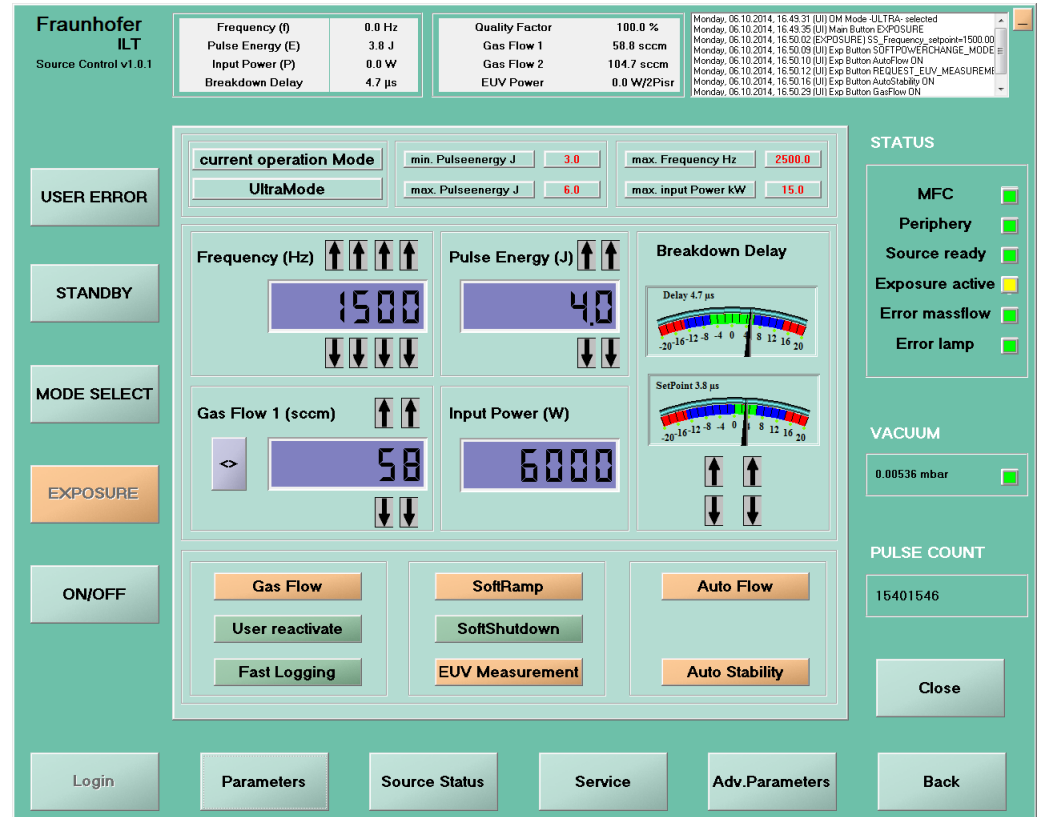 Fraunhofer
ILT
Source Control v1.0.1
Frequency (f) 0.0 Hz
Pulse Energy (E) 3.8 J
Input Power (P) 0.0 W
Breakdown Delay 4.7 µs
Quality Factor 100.0 %
Gas Flow 1 58.8 sccm
Gas Flow 2 104.7 sccm
EUV Power 0.0 W/2Pisr
Monday, 06.10.2014, 16.49.31 (UI) OM Mode -ULTRA- selected
Monday, 06.10.2014, 16.49.35 (UI) Main Button EXPOSURE
Monday, 06.10.2014, 16.50.02 (EXPOSURE) SS_Frequency_setpoint=1500.00
Monday, 06.10.2014, 16.50.09 (UI) Exp Button SOFTPOWERCHANGE_MODE
Monday, 06.10.2014, 16.50.10 (UI) Exp Button AutoFlow ON
Monday, 06.10.2014, 16.50.12 (UI) Exp Button REQUEST_EUV_MEASUREME
Monday, 06.10.2014, 16.50.16 (UI) Exp Button AutoStability ON
Monday, 06.10.2014, 16.50.29 (UI) Exp Button GasFlow ON
USER ERROR
STANDBY
MODE SELECT
EXPOSURE
ON/OFF
current operation Mode
UltraMode
min. Pulseenergy J 3.0
max. Pulseenergy J 6.0
max. Frequency Hz 2500.0
max. input Power kW 15.0
Frequency (Hz)
1500
Pulse Energy (J)
4.0
Breakdown Delay
Delay 4.7 µs
-20 -16 -12 -8 -4 0 4 8 12 16 20
SetPoint 3.8 µs
-20 -16 -12 -8 -4 0 8 12 16 20
Gas Flow 1 (sccm)
<>
58
Input Power (W)
6000
Gas Flow
User reactivate
Fast Logging
SoftRamp
SoftShutdown
EUV Measurement
Auto Flow
Auto Stability
STATUS
MFC
Periphery
Source ready
Exposure active
Error massflow
Error lamp
VACUUM
0.00536 mbar
PULSE COUNT
15401546
Close
Login
Parameters
Source Status
Service
Adv.Parameters
Back